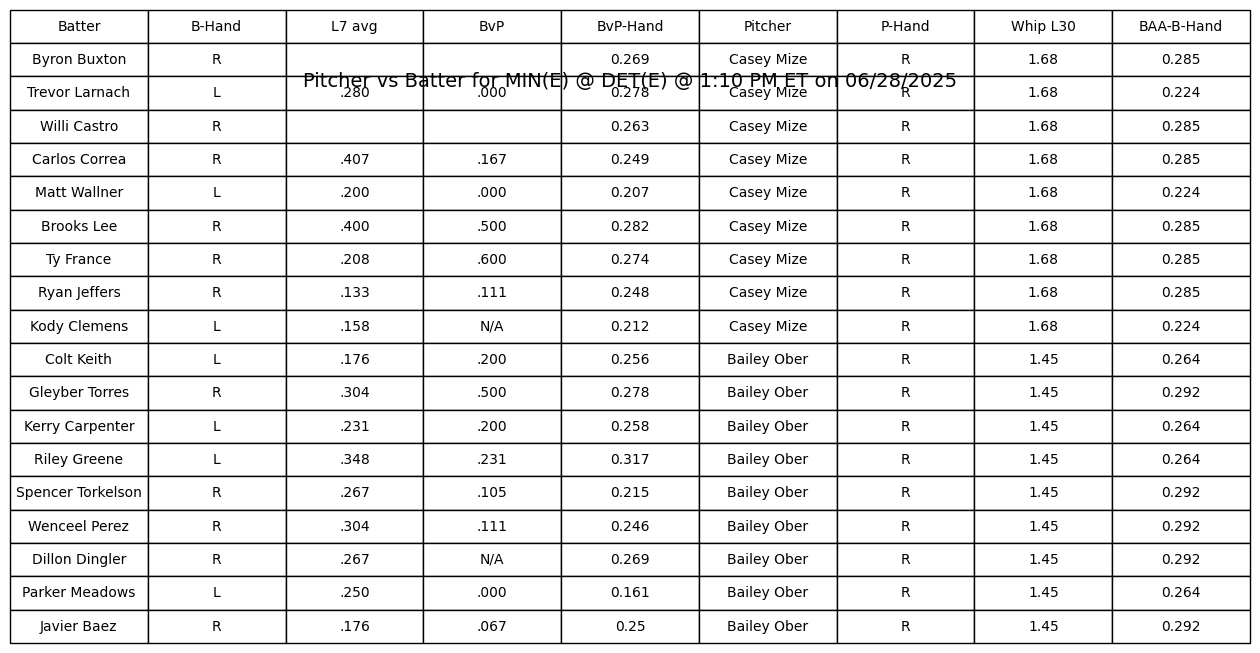 Batter B-Hand L7 avg BvP BvP-Hand Pitcher P-Hand Whip L30 BAA-B-Hand
Byron Buxton R 0.269 Casey Mize R 1.68 0.285
Pitcher vs Batter for MIN(E) @ DET(E) @ 1:10 PM ET on 06/28/2025
Trevor Larnach L .280 .000 0.278 Casey Mize R 1.68 0.224
Willi Castro R 0.263 Casey Mize R 1.68 0.285
Carlos Correa R .407 .167 0.249 Casey Mize R 1.68 0.285
Matt Wallner L .200 .000 0.207 Casey Mize R 1.68 0.224
Brooks Lee R .400 .500 0.282 Casey Mize R 1.68 0.285
Ty France R .208 .600 0.274 Casey Mize R 1.68 0.285
Ryan Jeffers R .133 .111 0.248 Casey Mize R 1.68 0.285
Kody Clemens L .158 N/A 0.212 Casey Mize R 1.68 0.224
Colt Keith L .176 .200 0.256 Bailey Ober R 1.45 0.264
Gleyber Torres R .304 .500 0.278 Bailey Ober R 1.45 0.292
Kerry Carpenter L .231 .200 0.258 Bailey Ober R 1.45 0.264
Riley Greene L .348 .231 0.317 Bailey Ober R 1.45 0.264
Spencer Torkelson R .267 .105 0.215 Bailey Ober R 1.45 0.292
Wenceel Perez R .304 .111 0.246 Bailey Ober R 1.45 0.292
Dillon Dingler R .267 N/A 0.269 Bailey Ober R 1.45 0.292
Parker Meadows L .250 .000 0.161 Bailey Ober R 1.45 0.264
Javier Baez R .176 .067 0.25 Bailey Ober R 1.45 0.292